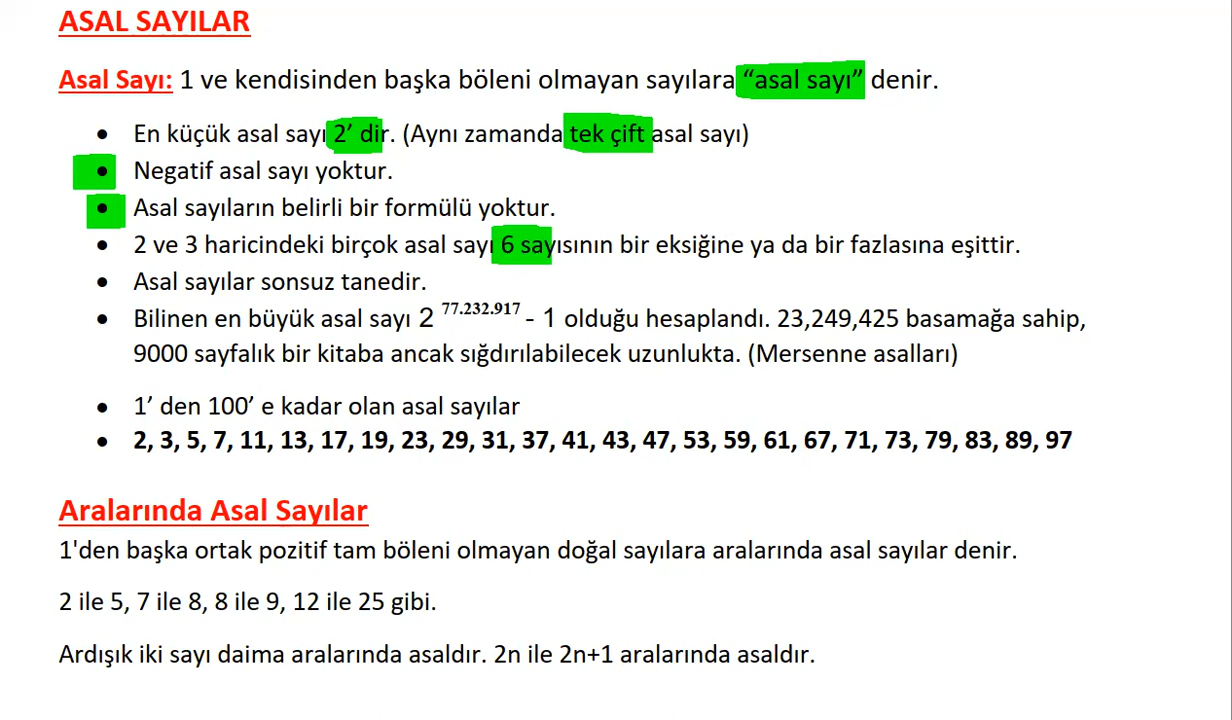 ASAL SAYILAR
Asal Sayı: 1 ve kendisinden başka böleni olmayan sayılara “asal sayı” denir.
• En küçük asal sayı 2’ dir. (Aynı zamanda tek çift asal sayı)
• Negatif asal sayı yoktur.
• Asal sayıların belirli bir formülü yoktur.
• 2 ve 3 haricindeki birçok asal sayı 6 sayısının bir eksiğine ya da bir fazlasına eşittir.
• Asal sayılar sonsuz tanedir.
• Bilinen en büyük asal sayı 2 77.232.917 - 1 olduğu hesaplandı. 23,249,425 basamağa sahip,
9000 sayfalık bir kitaba ancak sığdırılabilecek uzunlukta. (Mersenne asalları)
• 1’ den 100’ e kadar olan asal sayılar
• 2, 3, 5, 7, 11, 13, 17, 19, 23, 29, 31, 37, 41, 43, 47, 53, 59, 61, 67, 71, 73, 79, 83, 89, 97
Aralarında Asal Sayılar
1'den başka ortak pozitif tam böleni olmayan doğal sayılara aralarında asal sayılar denir.
2 ile 5, 7 ile 8, 8 ile 9, 12 ile 25 gibi.
Ardışık iki sayı daima aralarında asaldır. 2n ile 2n+1 aralarında asaldır.